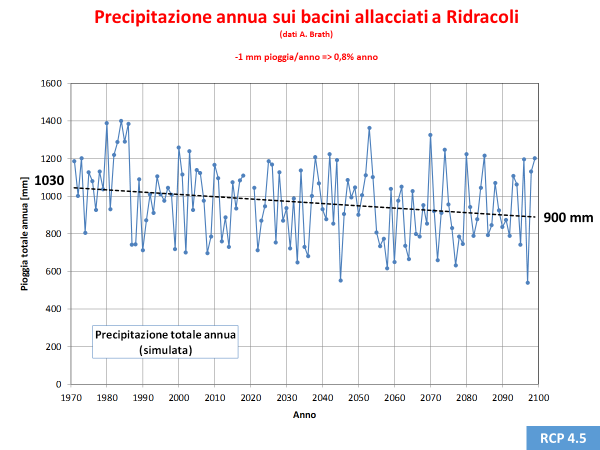 Precipitazione annua sui bacini allacciati a Ridracoli
(dati A. Brath)
-1 mm pioggia/anno => 0,8% anno
1600
1400
1200
1030
1000
900 mm
800
600
400
200
0
Pioggia totale annua [mm]
Precipitazione totale annua
(simulata)
1970 1980 1990 2000 2010 2020 2030 2040 2050 2060 2070 2080 2090 2100
Anno
RCP 4.5